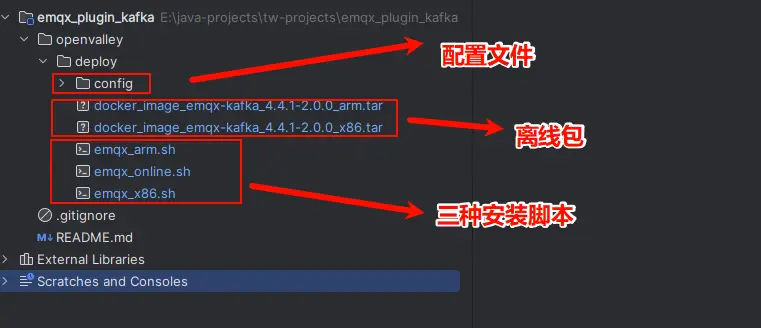 emqx_plugin_kafka E:\java-projects\tw-projects\emqx_plugin_kafka
openvalley
deploy
配置文件
config
docker_image_emqx-kafka_4.4.1-2.0.0_arm.tar
docker_image_emqx-kafka_4.4.1-2.0.0_x86.tar
离线包
emqx_arm.sh
emqx_online.sh
emqx_x86.sh
三种安装脚本
.gitignore
M↓ README.md
External Libraries
Scratches and Consoles